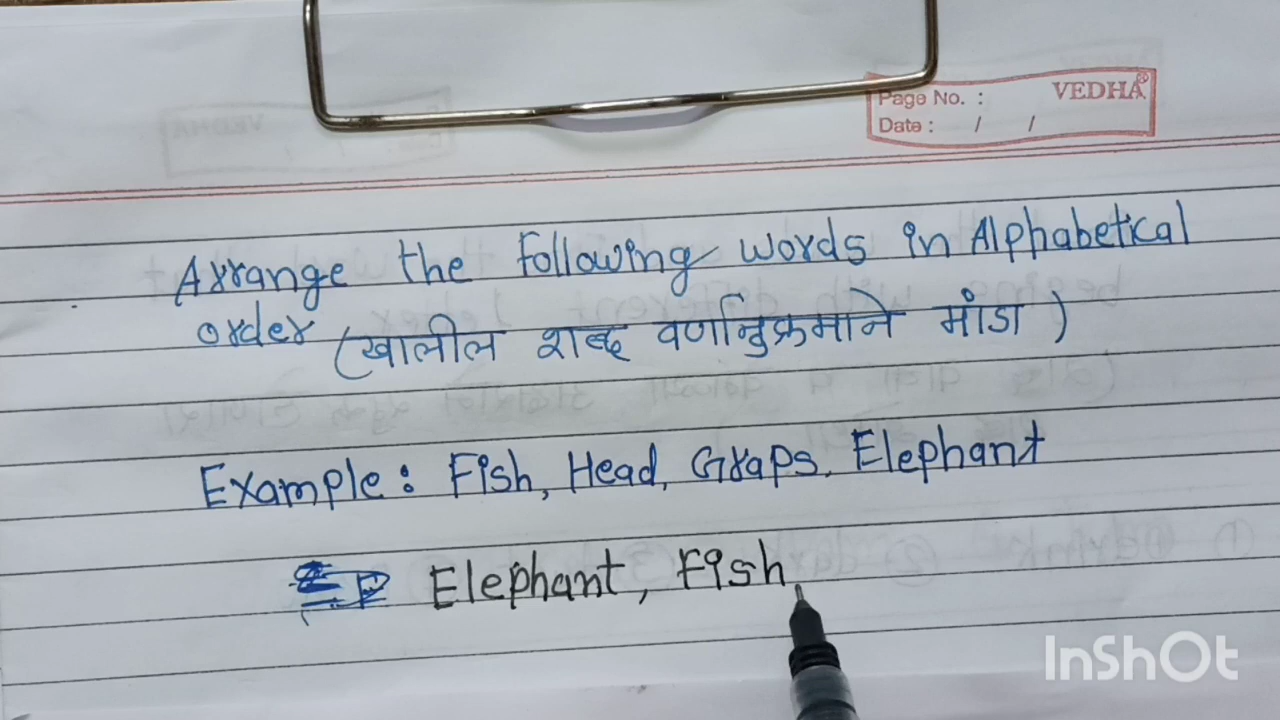 Page No. : VEDHA®
Date : / /
Arrange the following words in Alphabetical
order (खालील शब्द वर्णानुक्रमाने मांडा)
Example: Fish, Head, Graps, Elephant
Elephant, Fish,
InShOt